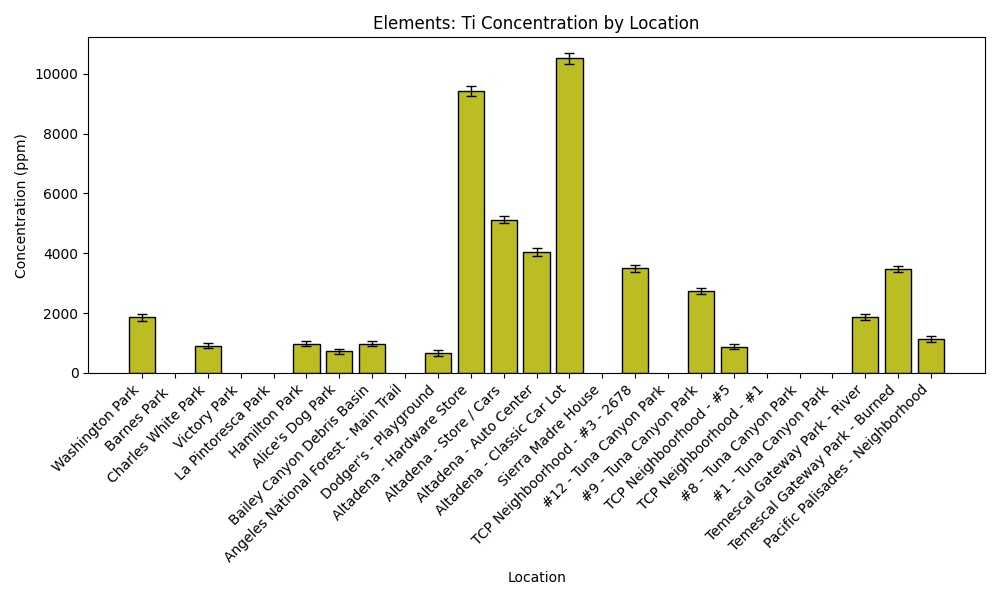 Elements: Ti Concentration by Location
Concentration (ppm)
10000
8000
6000
4000
2000
0
Washington Park
Barnes Park
Charles White Park
Victory Park
La Pintoresca Park
Hamilton Park
Alice's Dog Park
Bailey Canyon Debris Basin
Angeles National Forest - Main Trail
Dodger's - Playground
Altadena - Hardware Store
Altadena - Store / Cars
Altadena - Auto Center
Altadena - Classic Car Lot
Sierra Madre House
TCP Neighborhood - #3 - 2678
#12 - Tuna Canyon Park
#9 - Tuna Canyon Park
TCP Neighborhood - #5
TCP Neighborhood - #1
#8 - Tuna Canyon Park
#1 - Tuna Canyon Park
Temescal Gateway Park - River
Temescal Gateway Park - Burned
Pacific Palisades - Neighborhood
Location